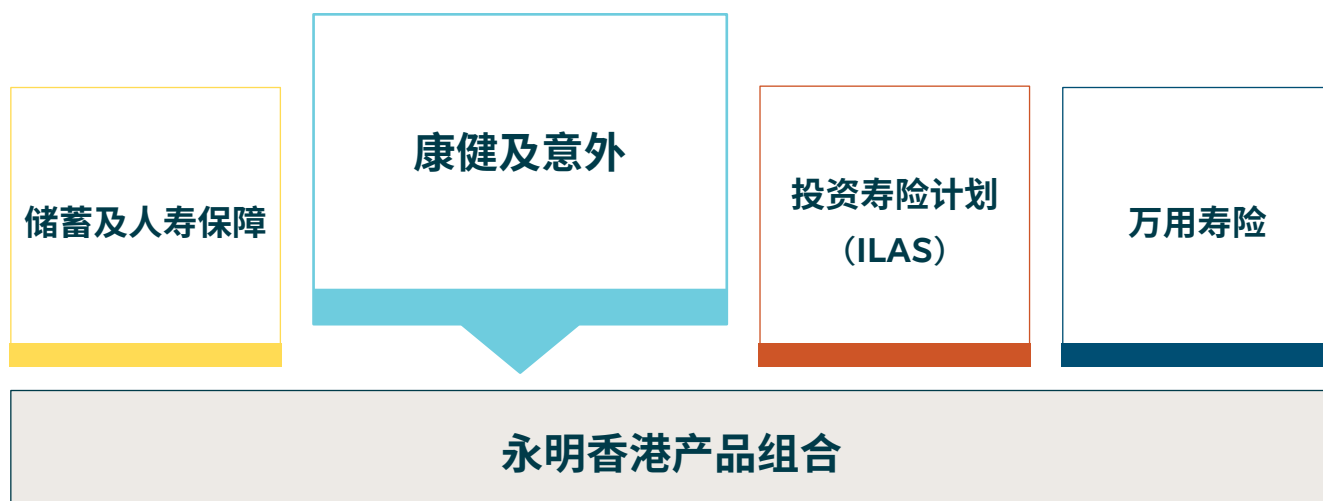 储蓄及人寿保障
康健及意外
投资寿险计划
（ILAS）
万用寿险
永明香港产品组合